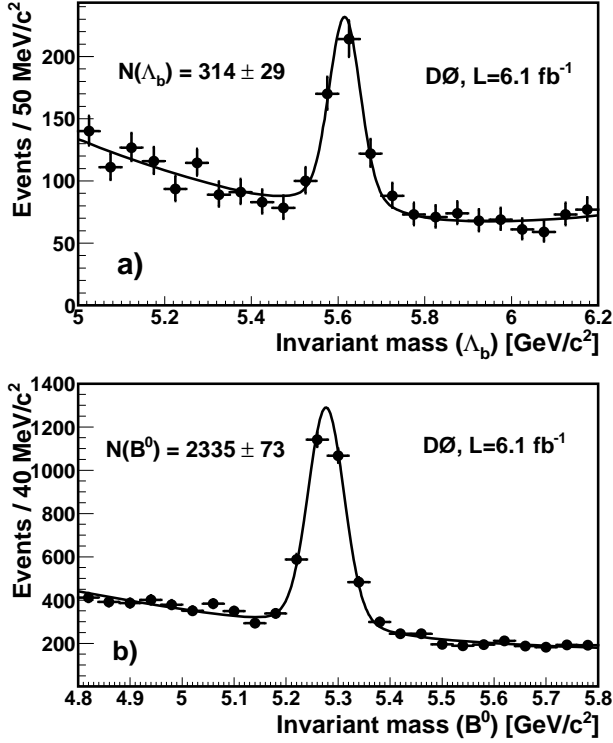 Events / 50 MeV/c²
200
150
100
50
0
N(Λb) = 314 ± 29
DØ, L=6.1 fb⁻¹
a)
5 5.2 5.4 5.6 5.8 6 6.2
Invariant mass (Λb) [GeV/c²]
Events / 40 MeV/c²
1400
1200
1000
800
600
400
200
0
N(B⁰) = 2335 ± 73
DØ, L=6.1 fb⁻¹
b)
4.8 4.9 5 5.1 5.2 5.3 5.4 5.5 5.6 5.7 5.8
Invariant mass (B⁰) [GeV/c²]